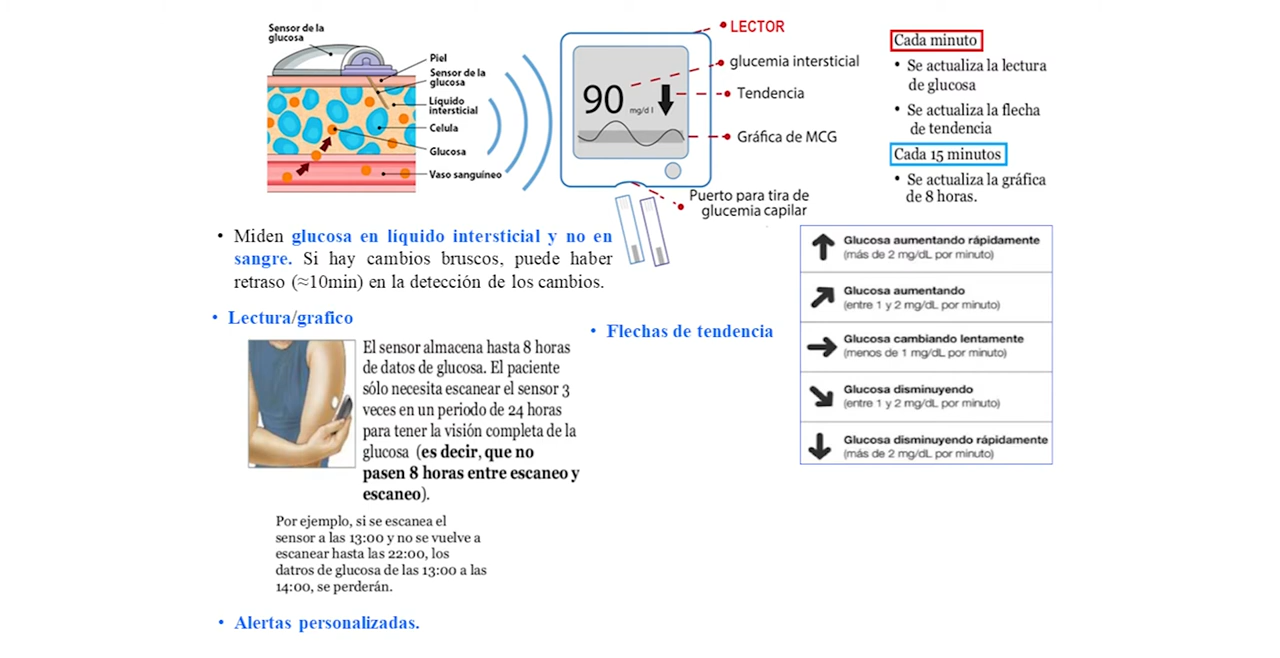 Sensor de la
glucosa
Piel
Sensor de la
glucosa
Líquido
intersticial
Celula
Glucosa
Vaso sanguíneo
LECTOR
glucemia intersticial
Tendencia
Gráfica de MCG
Puerto para tira de
glucemia capilar
90 mg/d l
Cada minuto
• Se actualiza la lectura
de glucosa
• Se actualiza la flecha
de tendencia
Cada 15 minutos
• Se actualiza la gráfica
de 8 horas.
• Miden glucosa en líquido intersticial y no en
sangre. Si hay cambios bruscos, puede haber
retraso (≈10min) en la detección de los cambios.
• Lectura/grafico
El sensor almacena hasta 8 horas
de datos de glucosa. El paciente
sólo necesita escanear el sensor 3
veces en un periodo de 24 horas
para tener la visión completa de la
glucosa (es decir, que no
pasen 8 horas entre escaneo y
escaneo).
Por ejemplo, si se escanea el
sensor a las 13:00 y no se vuelve a
escanear hasta las 22:00, los
datros de glucosa de las 13:00 a las
14:00, se perderán.
• Alertas personalizadas.
• Flechas de tendencia
Glucosa aumentando rápidamente
(más de 2 mg/dL por minuto)
Glucosa aumentando
(entre 1 y 2 mg/dL por minuto)
Glucosa cambiando lentamente
(menos de 1 mg/dL por minuto)
Glucosa disminuyendo
(entre 1 y 2 mg/dL por minuto)
Glucosa disminuyendo rápidamente
(más de 2 mg/dL por minuto)